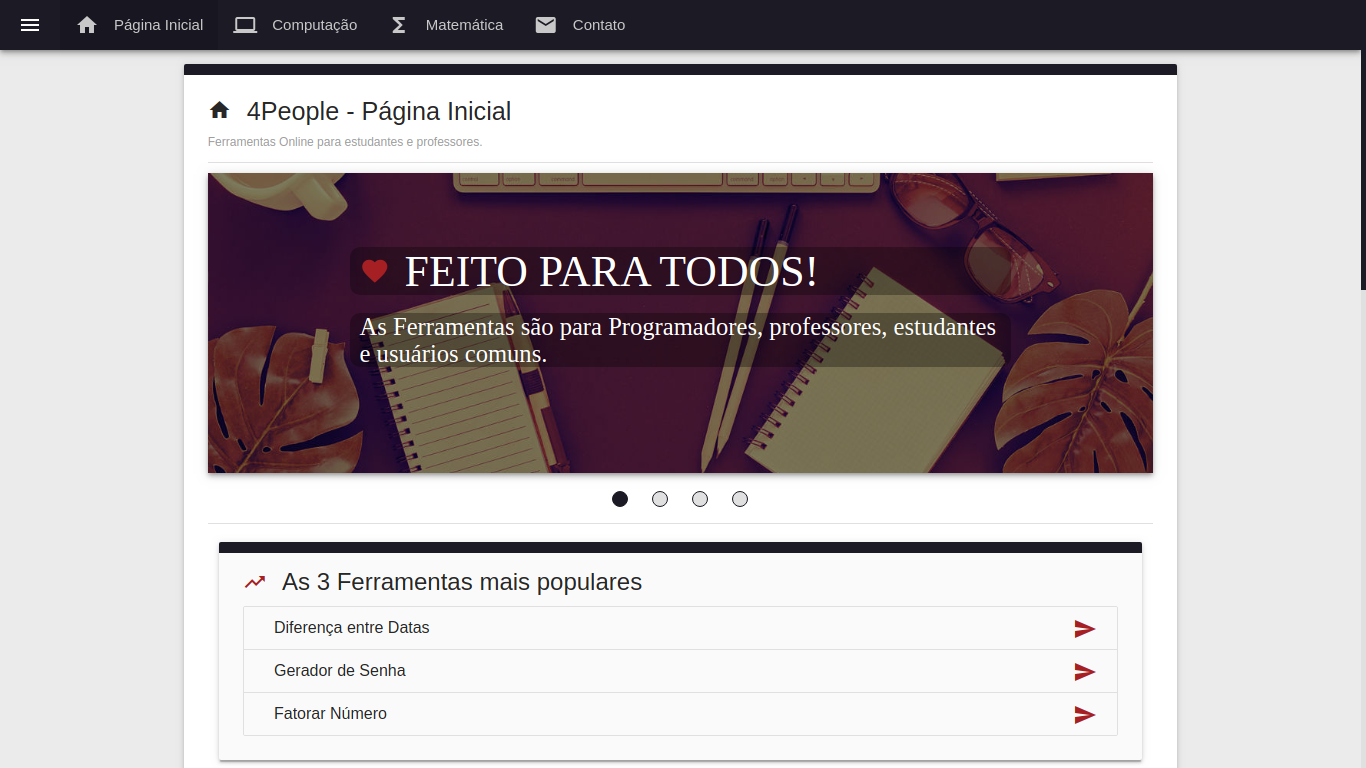 Página Inicial
Computação
Matemática
Contato
4People - Página Inicial
Ferramentas Online para estudantes e professores.
FEITO PARA TODOS!
As Ferramentas são para Programadores, professores, estudantes
e usuários comuns.
As 3 Ferramentas mais populares
Diferença entre Datas
Gerador de Senha
Fatorar Número